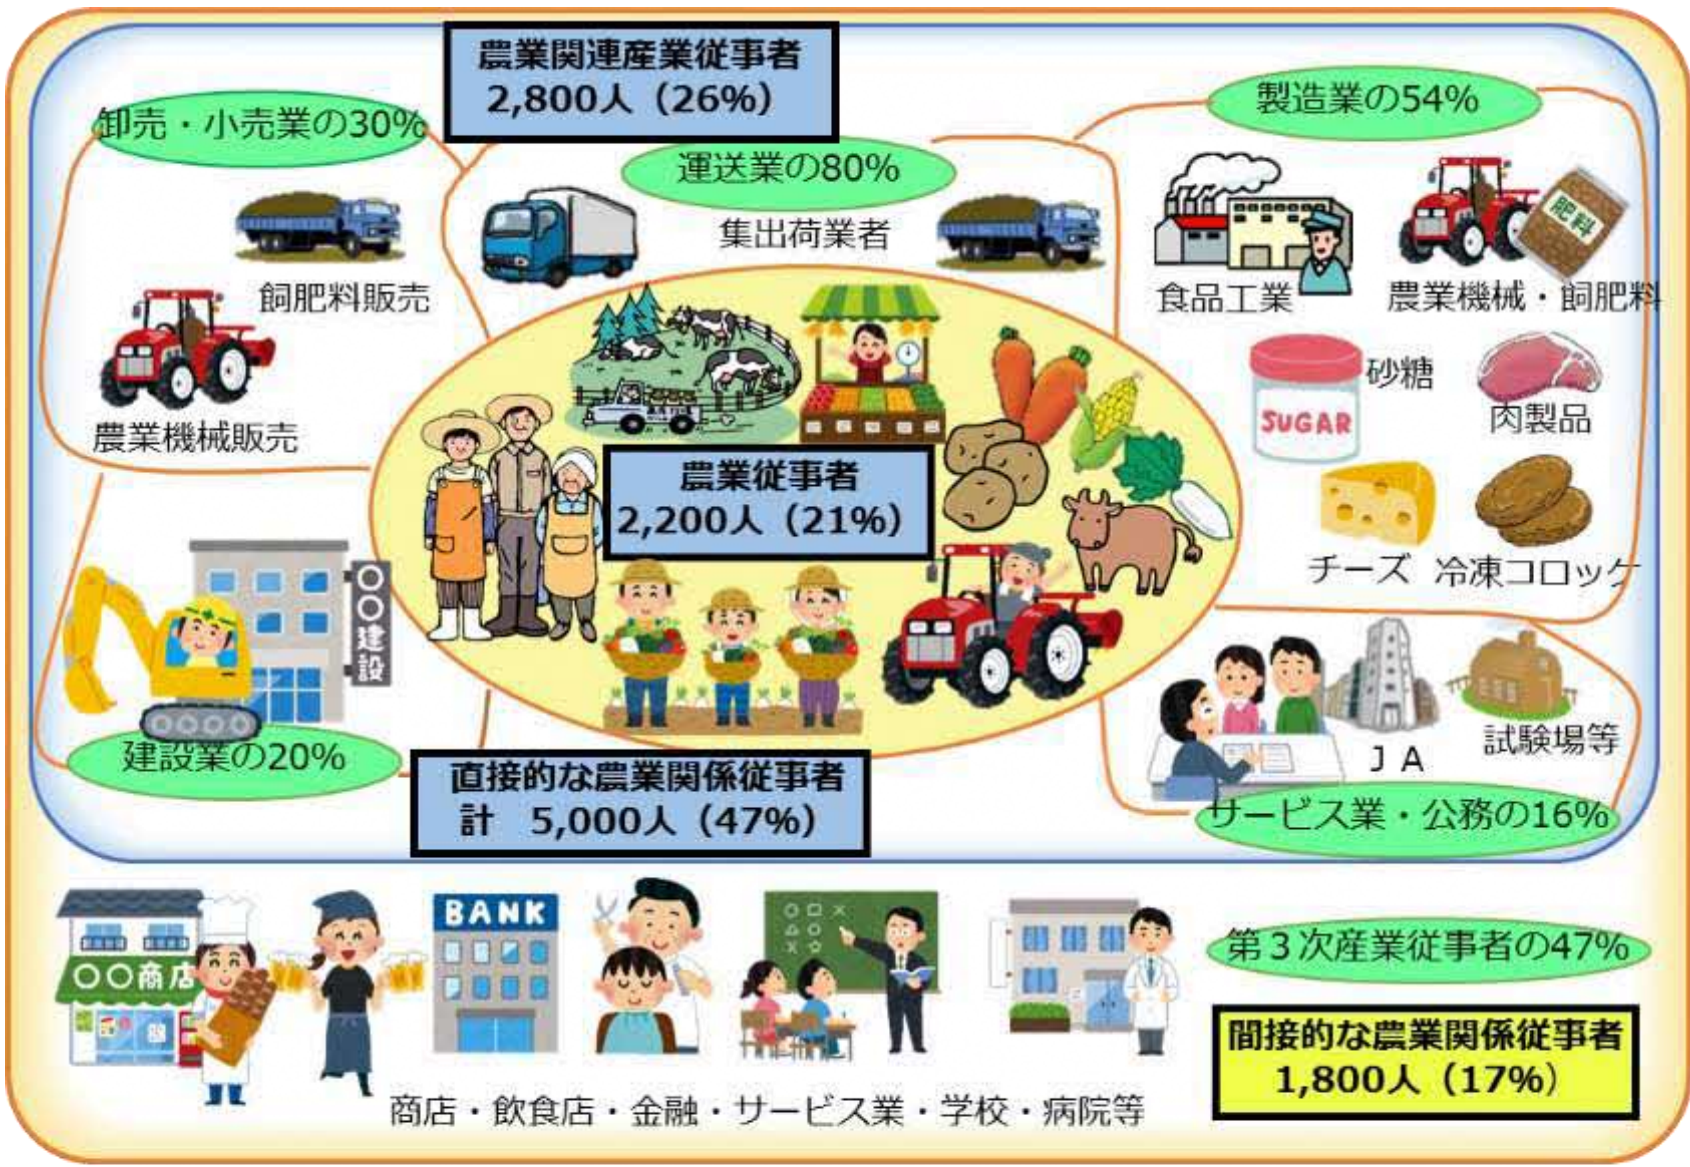 農業関連産業従事者
2,800人（26%）
卸売・小売業の30%
飼肥料販売
農業機械販売
運送業の80%
集出荷業者
製造業の54%
食品工業
肥料
農業機械・飼肥料
砂糖
SUGAR
肉製品
チーズ
冷凍コロッケ
農業従事者
2,200人（21%）
〇〇建設
建設業の20%
直接的な農業関係従事者
計　5,000人（47%）
ＪＡ
試験場等
サービス業・公務の16%
〇〇商店
BANK
商店・飲食店・金融・サービス業・学校・病院等
第３次産業従事者の47%
間接的な農業関係従事者
1,800人（17%）